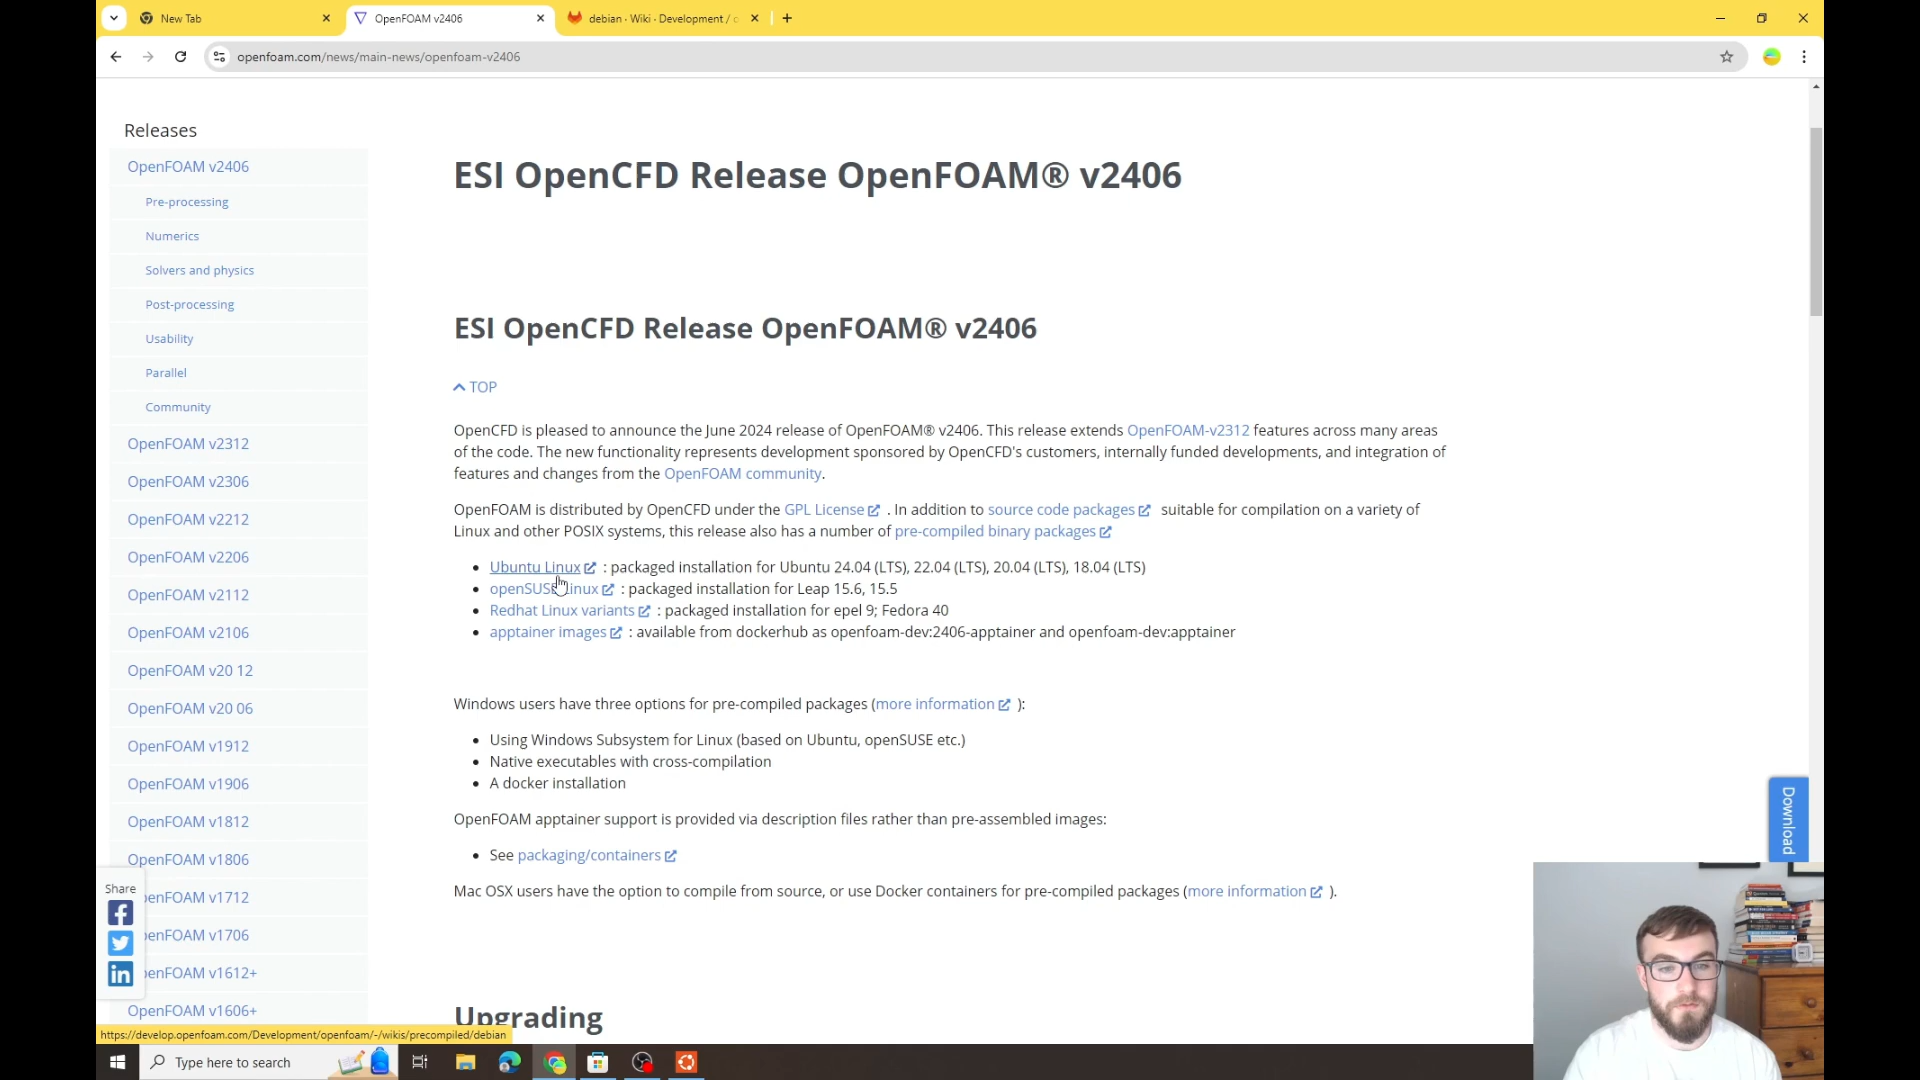 New Tab
OpenFOAM v2406
debian · Wiki · Development /
openfoam.com/news/main-news/openfoam-v2406
Releases
OpenFOAM v2406
Pre-processing
Numerics
Solvers and physics
Post-processing
Usability
Parallel
Community
OpenFOAM v2312
OpenFOAM v2306
OpenFOAM v2212
OpenFOAM v2206
OpenFOAM v2112
OpenFOAM v2106
OpenFOAM v20 12
OpenFOAM v20 06
OpenFOAM v1912
OpenFOAM v1906
OpenFOAM v1812
OpenFOAM v1806
penFOAM v1712
penFOAM v1706
penFOAM v1612+
OpenFOAM v1606+
Share
ESI OpenCFD Release OpenFOAM® v2406
ESI OpenCFD Release OpenFOAM® v2406
TOP
OpenCFD is pleased to announce the June 2024 release of OpenFOAM® v2406. This release extends OpenFOAM-v2312 features across many areas
of the code. The new functionality represents development sponsored by OpenCFD's customers, internally funded developments, and integration of
features and changes from the OpenFOAM community.
OpenFOAM is distributed by OpenCFD under the GPL License . In addition to source code packages suitable for compilation on a variety of
Linux and other POSIX systems, this release also has a number of pre-compiled binary packages
• Ubuntu Linux : packaged installation for Ubuntu 24.04 (LTS), 22.04 (LTS), 20.04 (LTS), 18.04 (LTS)
• openSUSE Linux : packaged installation for Leap 15.6, 15.5
• Redhat Linux variants : packaged installation for epel 9; Fedora 40
• apptainer images : available from dockerhub as openfoam-dev:2406-apptainer and openfoam-dev:apptainer
Windows users have three options for pre-compiled packages (more information ):
• Using Windows Subsystem for Linux (based on Ubuntu, openSUSE etc.)
• Native executables with cross-compilation
• A docker installation
OpenFOAM apptainer support is provided via description files rather than pre-assembled images:
• See packaging/containers
Mac OSX users have the option to compile from source, or use Docker containers for pre-compiled packages (more information ).
Upgrading
Download
https://develop.openfoam.com/Development/openfoam/-/wikis/precompiled/debian
Type here to search